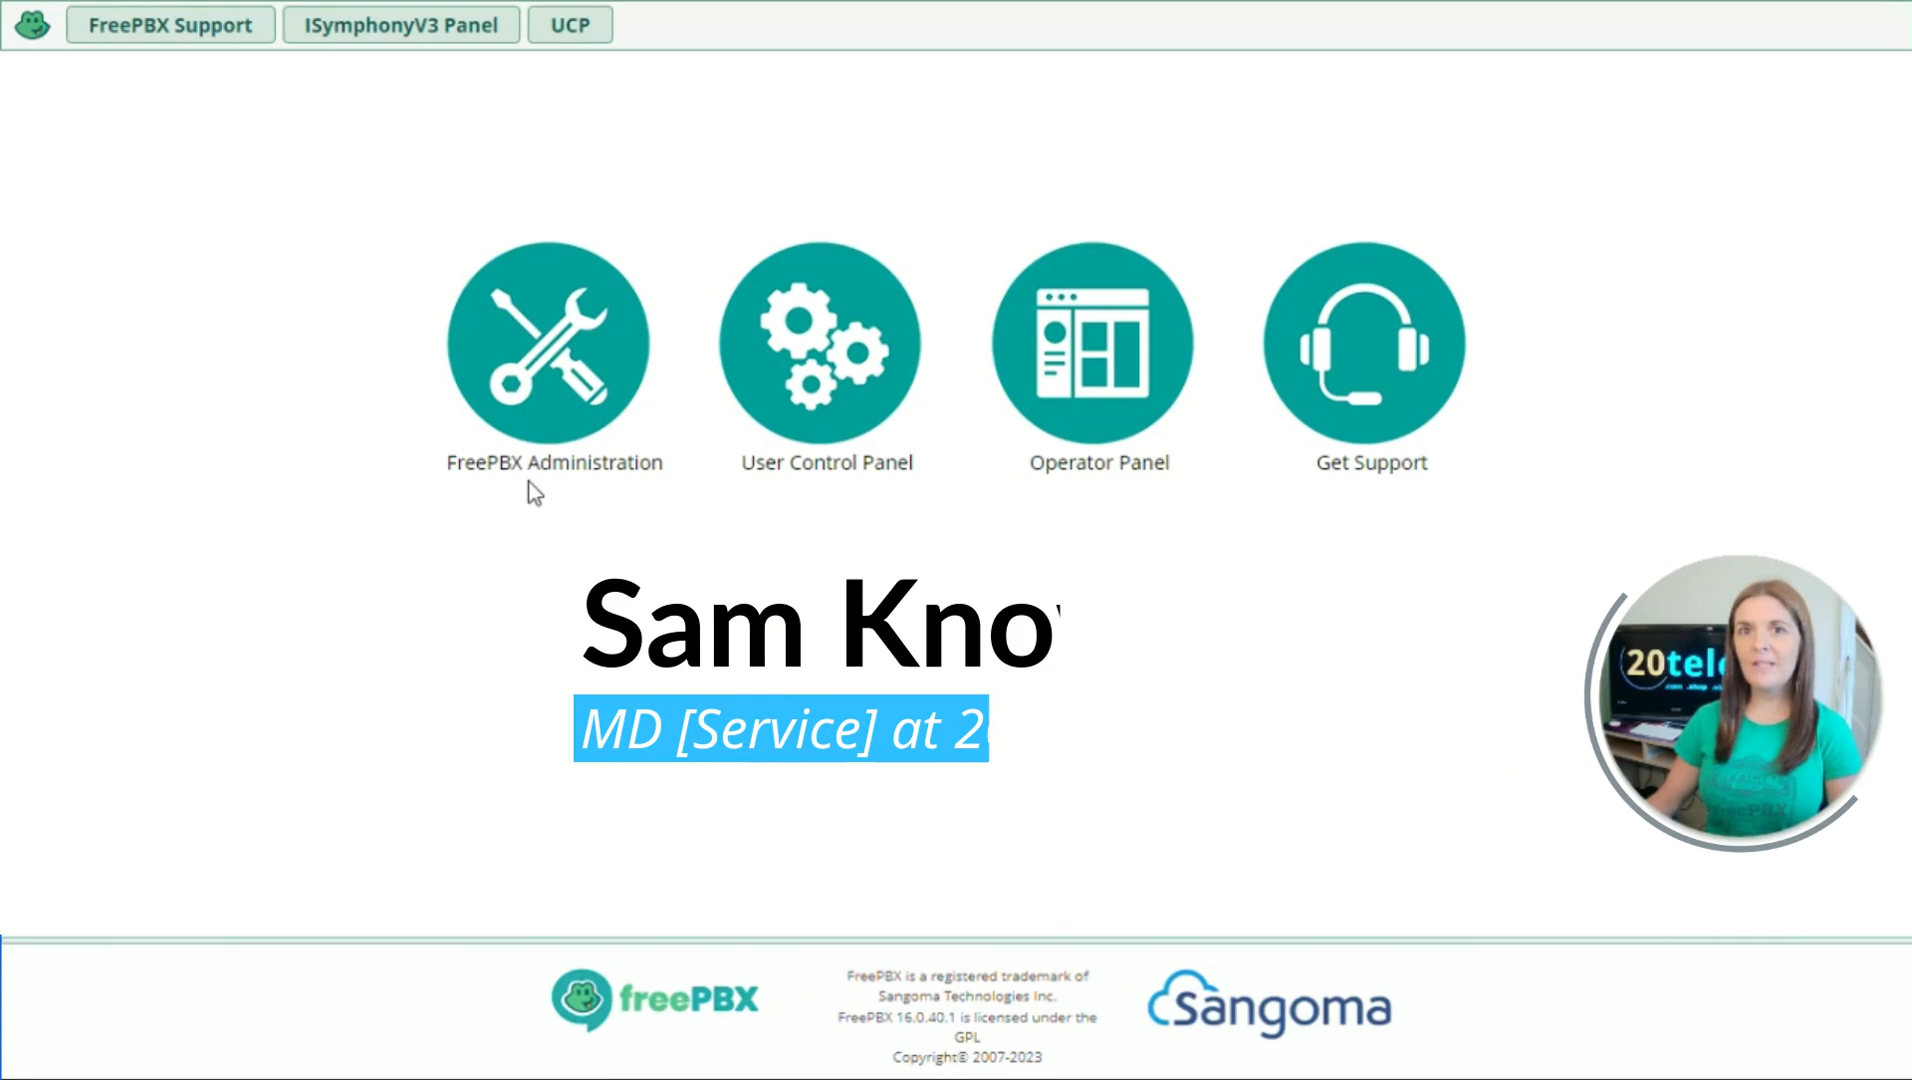 FreePBX Support
ISymphonyV3 Panel
UCP
FreePBX Administration
User Control Panel
Operator Panel
Get Support
Sam Kno
MD [Service] at 2
20tele
freePBX
FreePBX is a registered trademark of
Sangoma Technologies Inc.
FreePBX 16.0.40.1 is licensed under the
GPL
Copyright© 2007-2023
Sangoma